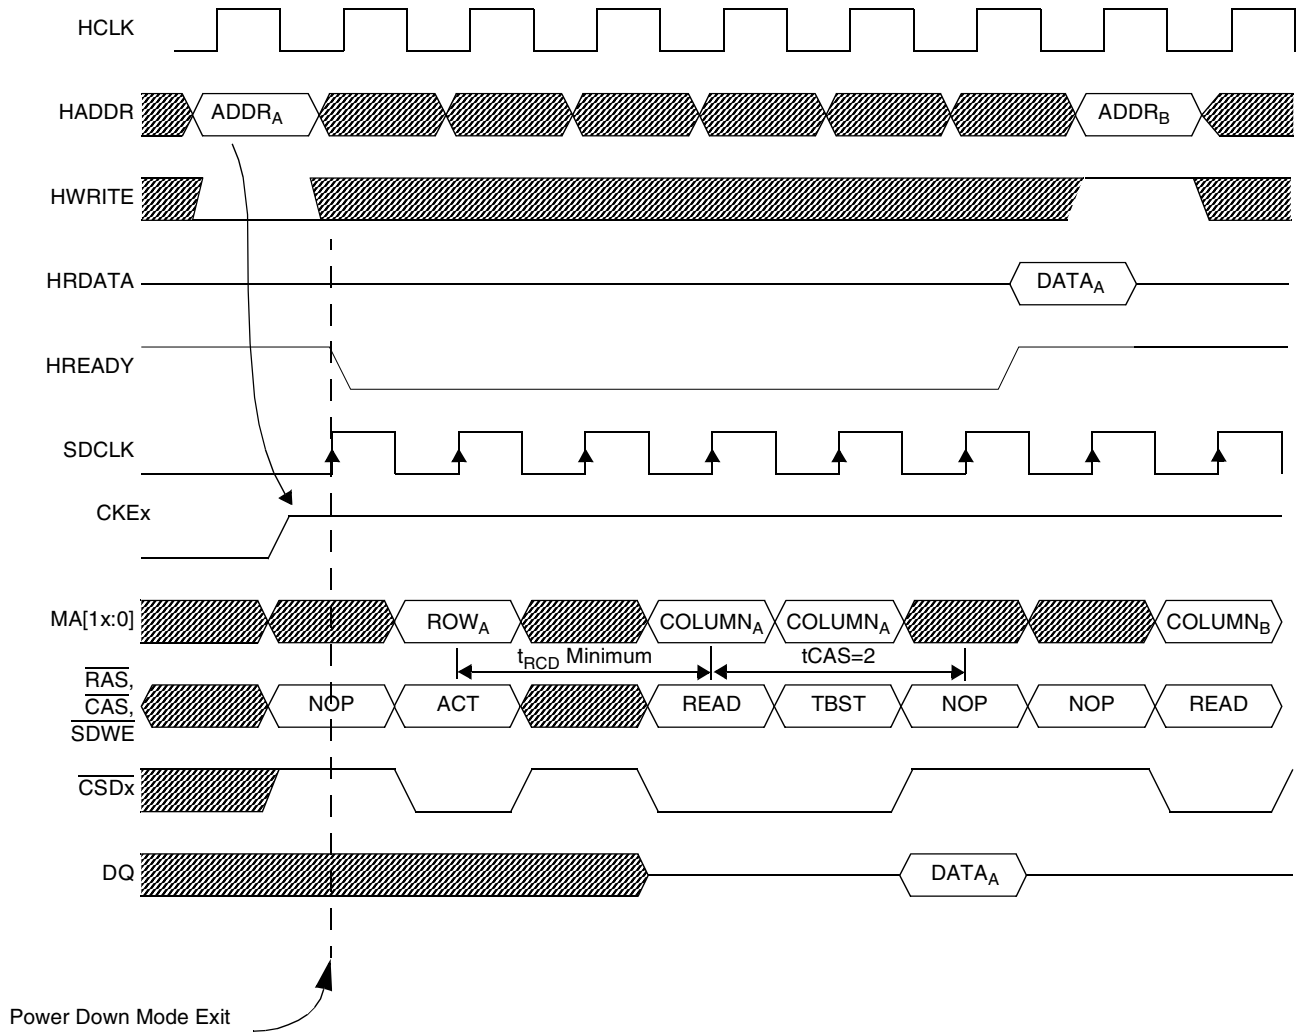 HCLK
HADDR ADDRA ADDRB
HWRITE
HRDATA DATAA
HREADY
SDCLK
CKEx
MA[1x:0] ROWA COLUMNA COLUMNA COLUMNB
tRCD Minimum tCAS=2
RAS,
CAS,
SDWE
NOP ACT READ TBST NOP NOP READ
CSDx
DQ DATAA
Power Down Mode Exit